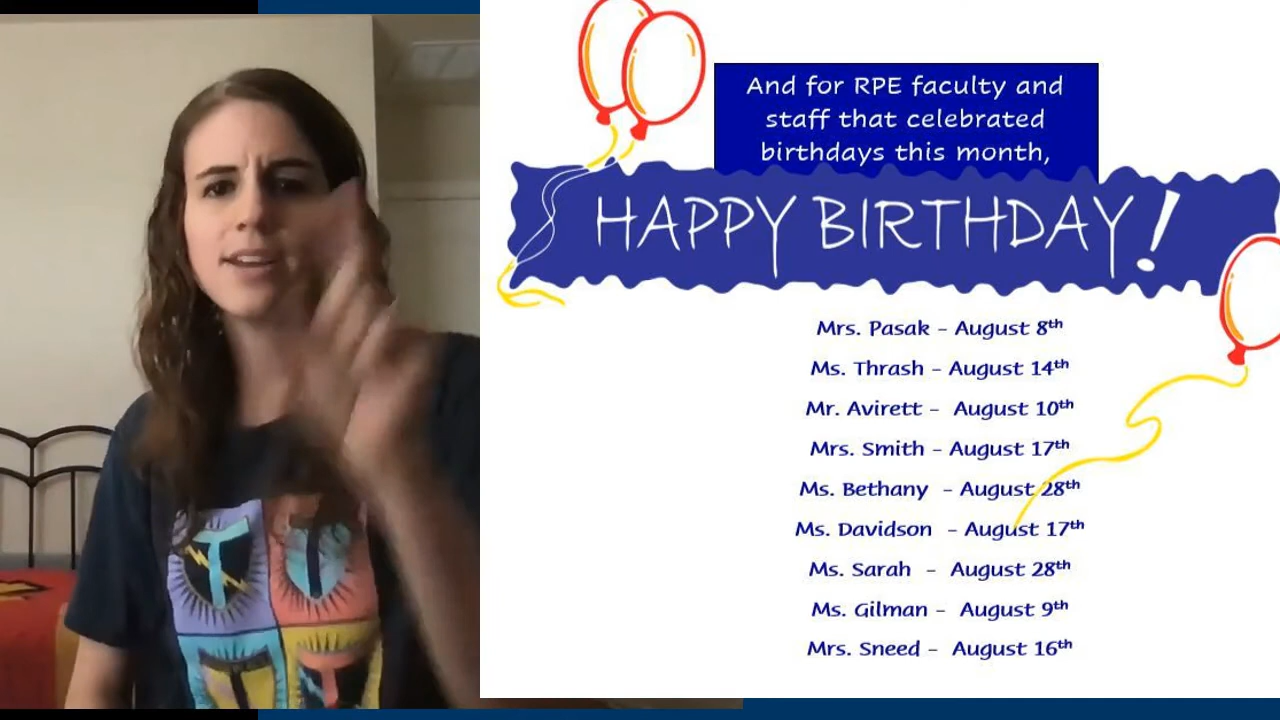 And for RPE faculty and
staff that celebrated
birthdays this month,
HAPPY BIRTHDAY!
Mrs. Pasak – August 8th
Ms. Thrash – August 14th
Mr. Avirett – August 10th
Mrs. Smith – August 17th
Ms. Bethany – August 28th
Ms. Davidson – August 17th
Ms. Sarah – August 28th
Ms. Gilman – August 9th
Mrs. Sneed – August 16th